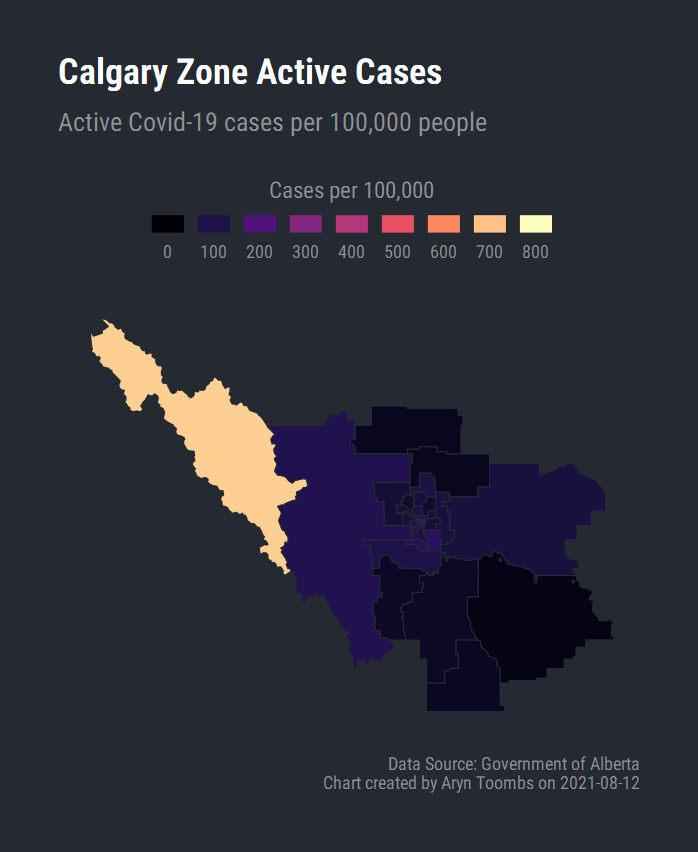 Calgary Zone Active Cases
Active Covid-19 cases per 100,000 people
Cases per 100,000
0 100 200 300 400 500 600 700 800
Data Source: Government of Alberta
Chart created by Aryn Toombs on 2021-08-12